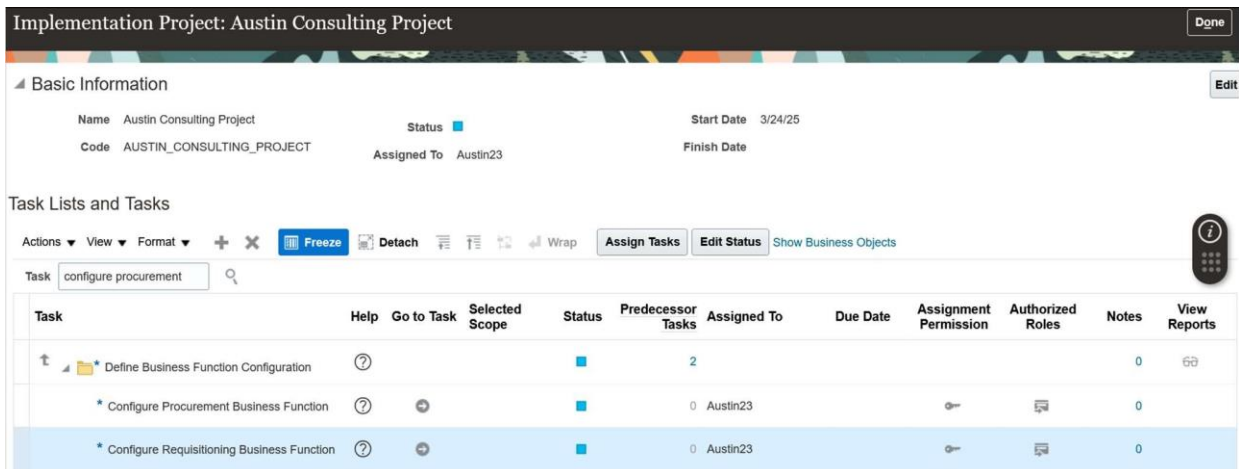 Implementation Project: Austin Consulting Project
Done
Basic Information
Edit
Name Austin Consulting Project
Status
Start Date 3/24/25
Code AUSTIN_CONSULTING_PROJECT
Assigned To Austin23
Finish Date
Task Lists and Tasks
Actions View Format Freeze Detach Wrap Assign Tasks Edit Status Show Business Objects
Task configure procurement
Task Help Go to Task Selected Scope Status Predecessor Tasks Assigned To Due Date Assignment Permission Authorized Roles Notes View Reports
* Define Business Function Configuration 2 0
* Configure Procurement Business Function 0 Austin23 0
* Configure Requisitioning Business Function 0 Austin23 0